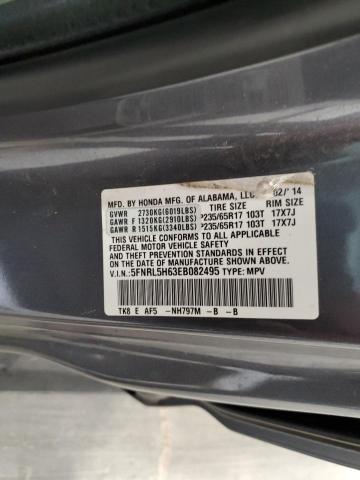 MFD. BY HONDA MFG. OF ALABAMA, LLC 02/'14
GVWR 2730KG(6019LBS) TIRE SIZE RIM SIZE
GAWR F 1320KG(2910LBS) P235/65R17 103T 17X7J
GAWR R 1515KG(3340LBS) P235/65R17 103T 17X7J
THIS VEHICLE CONFORMS TO ALL APPLICABLE
FEDERAL MOTOR VEHICLE SAFETY AND
THEFT PREVENTION STANDARDS IN EFFECT
ON THE DATE OF MANUFACTURE SHOWN ABOVE.
V.I.N.: 5FNRL5H63EB082495 TYPE: MPV
TK8 E AF5 -NH797M -B -B